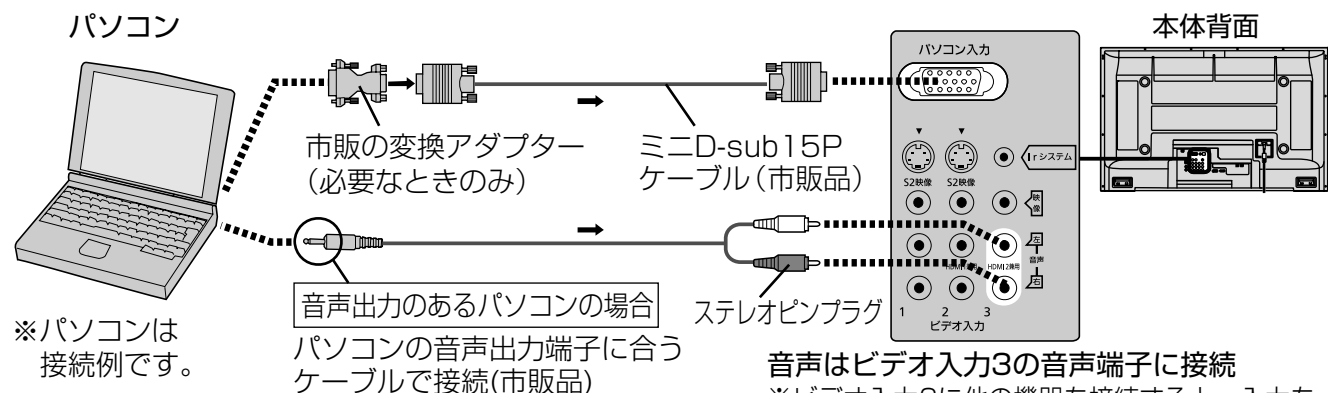 パソコン
本体背面
パソコン入力
市販の変換アダプター
(必要なときのみ)
ミニD-sub15P
ケーブル(市販品)
Irシステム
S2映像
S2映像
映像
左
音声
右
HDMI2兼用
音声出力のあるパソコンの場合
ステレオピンプラグ
1
2
3
ビデオ入力
※パソコンは
接続例です。
パソコンの音声出力端子に合う
ケーブルで接続(市販品)
音声はビデオ入力3の音声端子に接続